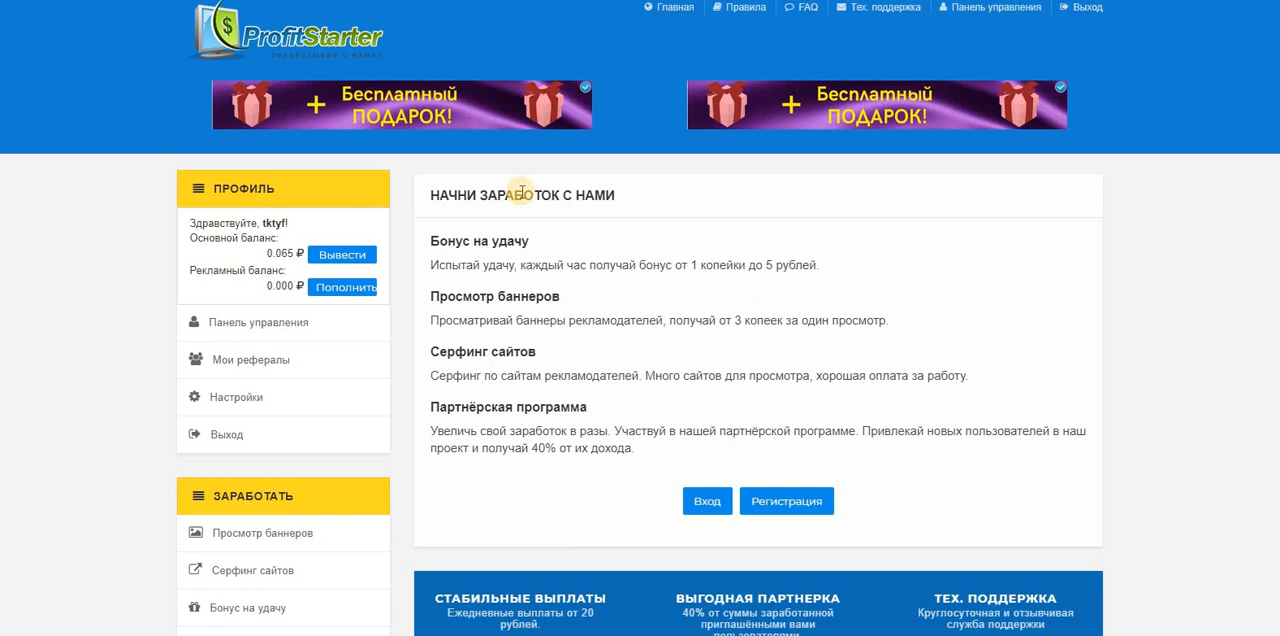 Главная
Правила
FAQ
Тех. поддержка
Панель управления
Выход
ProfitStarter
Зарабатываем с нами!
+ Бесплатный
ПОДАРОК!
+ Бесплатный
ПОДАРОК!
ПРОФИЛЬ
Здравствуйте, tktyf!
Основной баланс:
0.065 ₽ Вывести
Рекламный баланс:
0.000 ₽ Пополнить
Панель управления
Мои рефералы
Настройки
Выход
ЗАРАБОТАТЬ
Просмотр баннеров
Серфинг сайтов
Бонус на удачу
НАЧНИ ЗАРАБОТОК С НАМИ
Бонус на удачу
Испытай удачу, каждый час получай бонус от 1 копейки до 5 рублей.
Просмотр баннеров
Просматривай баннеры рекламодателей, получай от 3 копеек за один просмотр.
Серфинг сайтов
Серфинг по сайтам рекламодателей. Много сайтов для просмотра, хорошая оплата за работу.
Партнёрская программа
Увеличь свой заработок в разы. Участвуй в нашей партнёрской программе. Привлекай новых пользователей в наш
проект и получай 40% от их дохода.
Вход
Регистрация
СТАБИЛЬНЫЕ ВЫПЛАТЫ
Ежедневные выплаты от 20
рублей.
ВЫГОДНАЯ ПАРТНЕРКА
40% от суммы заработанной
приглашёнными вами
пользователями
ТЕХ. ПОДДЕРЖКА
Круглосуточная и отзывчивая
служба поддержки